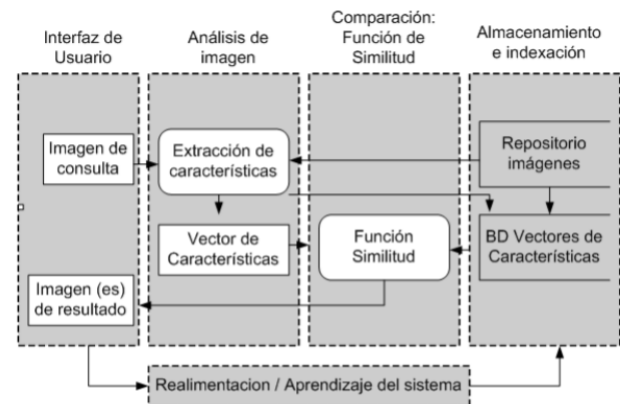 Interfaz de
Usuario
Análisis de
imagen
Comparación:
Función de
Similitud
Almacenamiento
e indexación
Imagen de
consulta
Extracción de
características
Repositorio
imágenes
Vector de
Características
Función
Similitud
BD Vectores de
Características
Imagen (es)
de resultado
Realimentacion / Aprendizaje del sistema